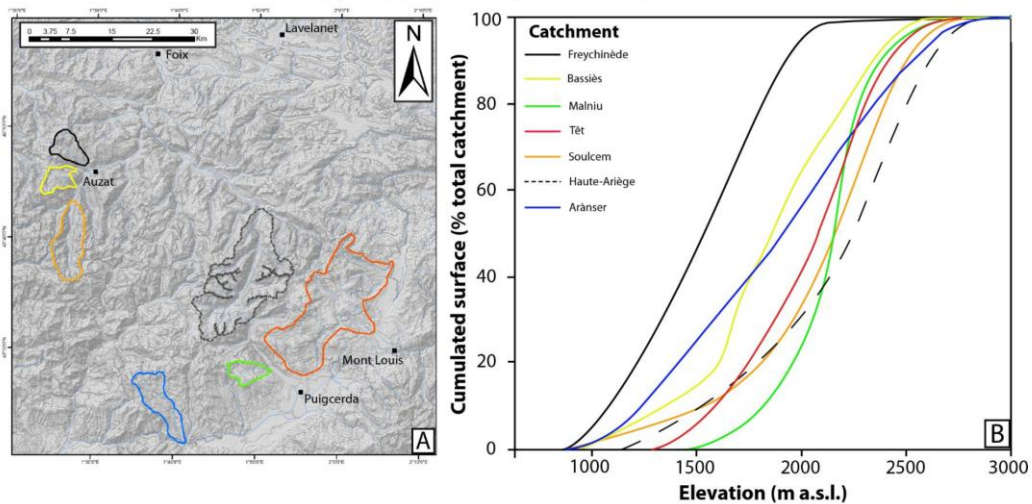 0 3.75 7.5 15 22.5 30
Km
N
Lavelanet
Foix
Auzat
Mont Louis
Puigcerda
A
Cumulated surface (% total catchment)
100
80
60
40
20
0
Catchment
Freychinède
Bassiès
Malniu
Têt
Soulcem
Haute-Ariège
Arànser
B
1000 1500 2000 2500 3000
Elevation (m a.s.l.)